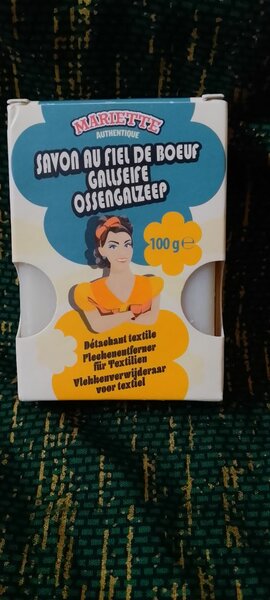 MARIETTE
AUTHENTIQUE
SAVON AU FIEL DE BOEUF
GALLSEIFE
OSSENGALZEEP
100 g ℮
Détachant textile
Fleckenentferner
für Textilien
Vlekkenverwijderaar
voor textiel